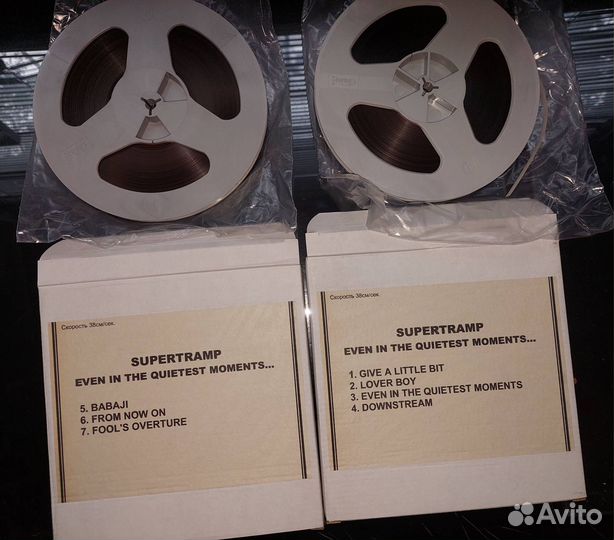 Скорость 38см/сек.
SUPERTRAMP
EVEN IN THE QUIETEST MOMENTS...
5. BABAJI
6. FROM NOW ON
7. FOOL'S OVERTURE
Скорость 38см/сек.
SUPERTRAMP
EVEN IN THE QUIETEST MOMENTS...
1. GIVE A LITTLE BIT
2. LOVER BOY
3. EVEN IN THE QUIETEST MOMENTS
4. DOWNSTREAM
Avito